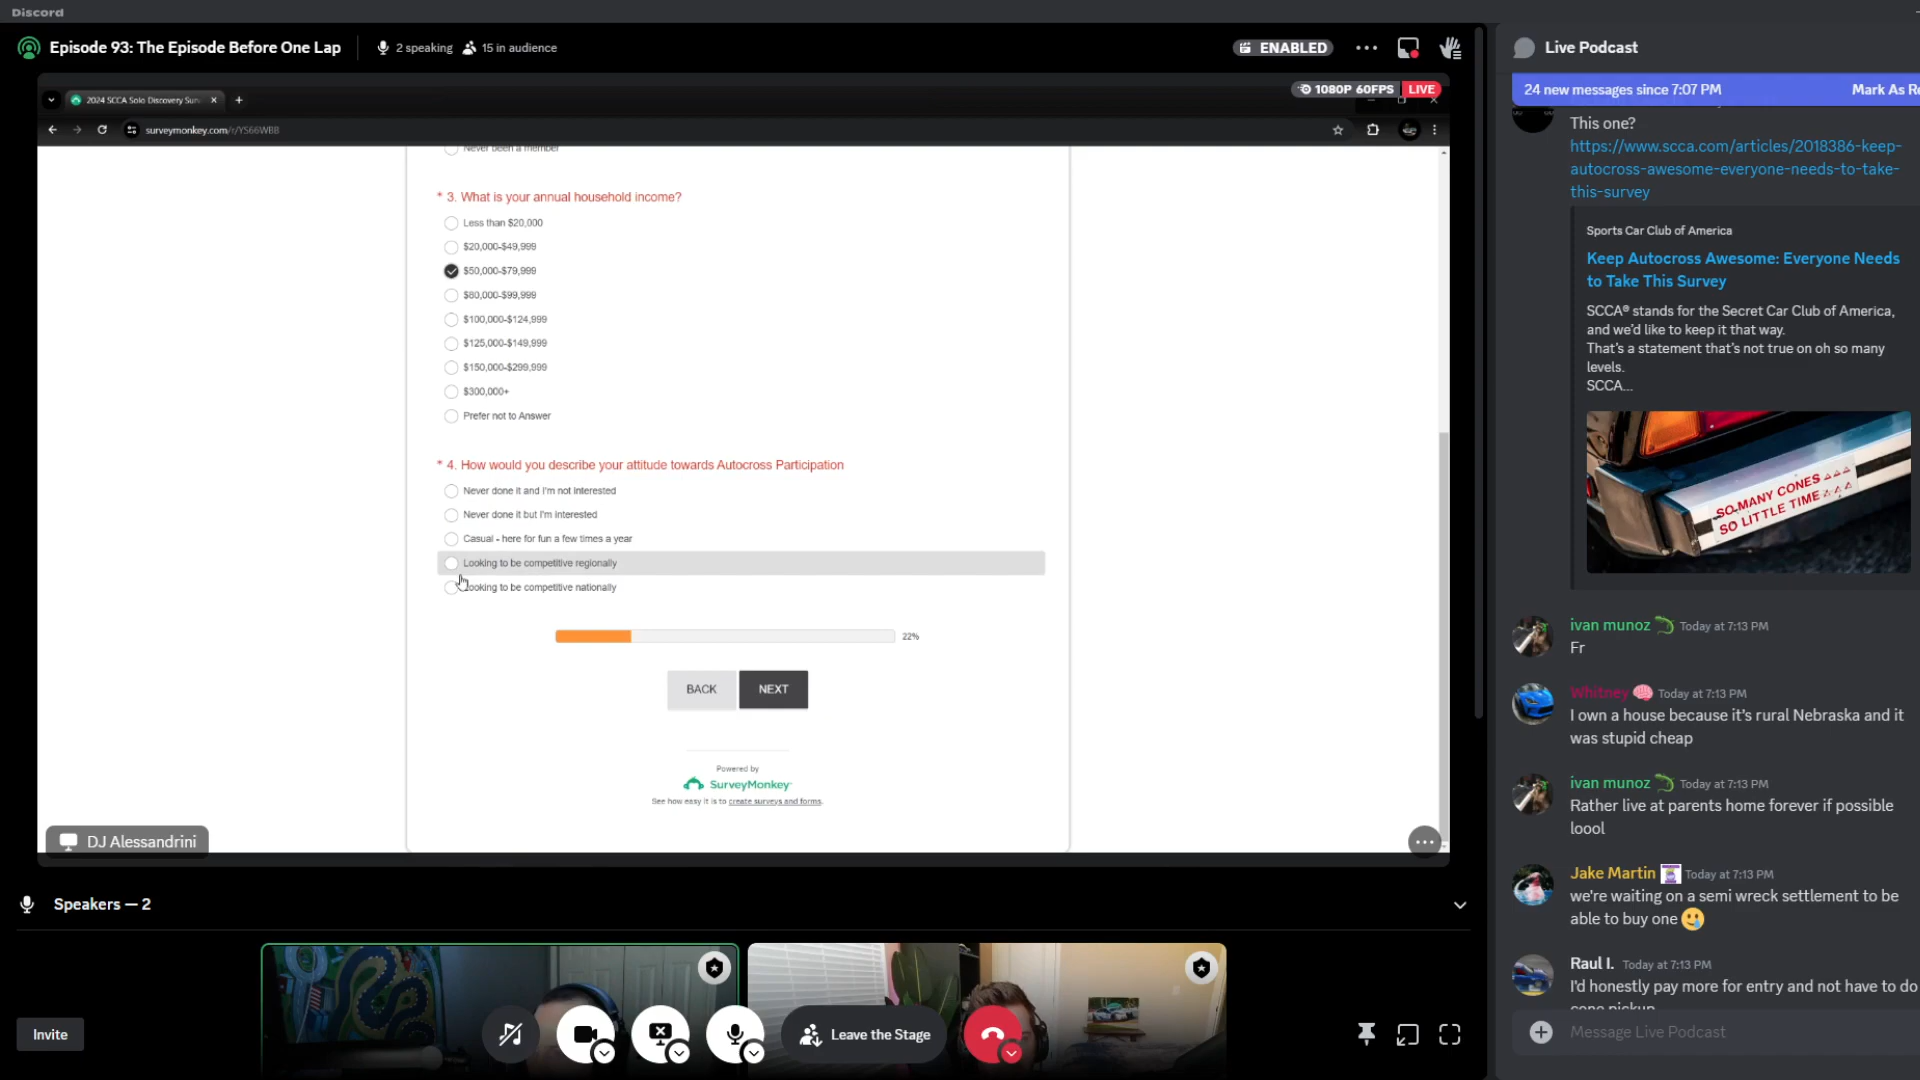 Discord
Episode 93: The Episode Before One Lap
2 speaking
15 in audience
ENABLED
1080P 60FPS
LIVE
2024 SCCA Solo Discovery Sur
surveymonkey.com/r/YS66WBB
Never been a member
* 3. What is your annual household income?
Less than $20,000
$20,000-$49,999
$50,000-$79,999
$80,000-$99,999
$100,000-$124,999
$125,000-$149,999
$150,000-$299,999
$300,000+
Prefer not to Answer
* 4. How would you describe your attitude towards Autocross Participation
Never done it and I'm not interested
Never done it but I'm interested
Casual - here for fun a few times a year
Looking to be competitive regionally
Looking to be competitive nationally
22%
BACK
NEXT
Powered by
SurveyMonkey
See how easy it is to create surveys and forms.
DJ Alessandrini
Speakers — 2
Invite
Leave the Stage
Live Podcast
24 new messages since 7:07 PM
Mark As Re
This one?
https://www.scca.com/articles/2018386-keep-
autocross-awesome-everyone-needs-to-take-
this-survey
Sports Car Club of America
Keep Autocross Awesome: Everyone Needs
to Take This Survey
SCCA® stands for the Secret Car Club of America,
and we'd like to keep it that way.
That's a statement that's not true on oh so many
levels.
SCCA...
SO MANY CONES
SO LITTLE TIME
ivan munoz Today at 7:13 PM
Fr
Whitney Today at 7:13 PM
I own a house because it's rural Nebraska and it
was stupid cheap
ivan munoz Today at 7:13 PM
Rather live at parents home forever if possible
loool
Jake Martin Today at 7:13 PM
we're waiting on a semi wreck settlement to be
able to buy one
Raul I. Today at 7:13 PM
I'd honestly pay more for entry and not have to do
cone pickup
Message Live Podcast